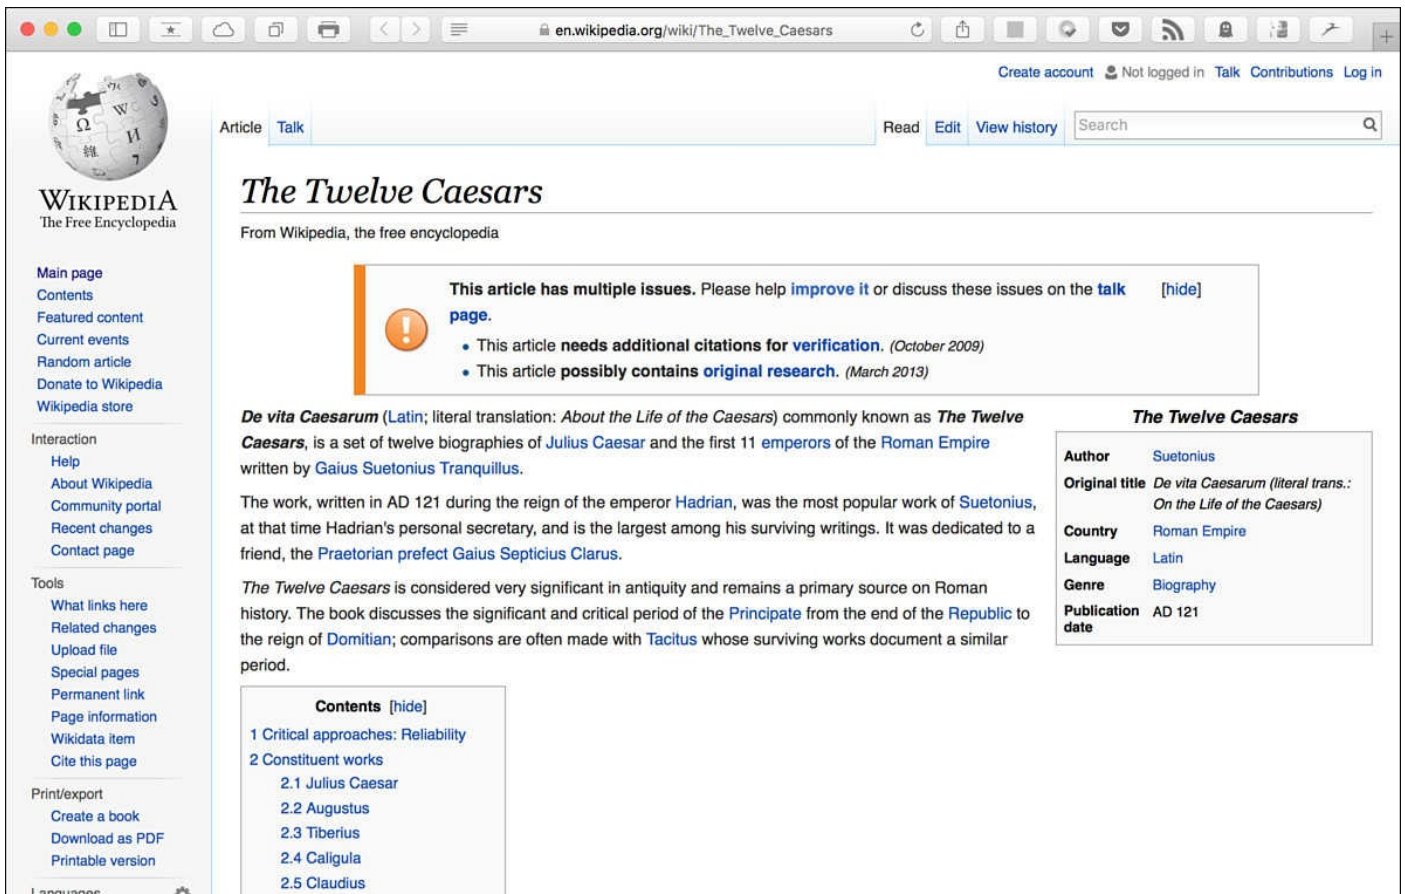 en.wikipedia.org/wiki/The_Twelve_Caesars
Create account Not logged in Talk Contributions Log in
Article Talk
Read Edit View history Search
WIKIPEDIA
The Free Encyclopedia
Main page
Contents
Featured content
Current events
Random article
Donate to Wikipedia
Wikipedia store
Interaction
Help
About Wikipedia
Community portal
Recent changes
Contact page
Tools
What links here
Related changes
Upload file
Special pages
Permanent link
Page information
Wikidata item
Cite this page
Print/export
Create a book
Download as PDF
Printable version
Languages
The Twelve Caesars
From Wikipedia, the free encyclopedia
This article has multiple issues. Please help improve it or discuss these issues on the talk [hide]
page.
• This article needs additional citations for verification. (October 2009)
• This article possibly contains original research. (March 2013)
De vita Caesarum (Latin; literal translation: About the Life of the Caesars) commonly known as The Twelve
Caesars, is a set of twelve biographies of Julius Caesar and the first 11 emperors of the Roman Empire
written by Gaius Suetonius Tranquillus.
The work, written in AD 121 during the reign of the emperor Hadrian, was the most popular work of Suetonius,
at that time Hadrian's personal secretary, and is the largest among his surviving writings. It was dedicated to a
friend, the Praetorian prefect Gaius Septicius Clarus.
The Twelve Caesars is considered very significant in antiquity and remains a primary source on Roman
history. The book discusses the significant and critical period of the Principate from the end of the Republic to
the reign of Domitian; comparisons are often made with Tacitus whose surviving works document a similar
period.
The Twelve Caesars
Author Suetonius
Original title De vita Caesarum (literal trans.:
On the Life of the Caesars)
Country Roman Empire
Language Latin
Genre Biography
Publication AD 121
date
Contents [hide]
1 Critical approaches: Reliability
2 Constituent works
2.1 Julius Caesar
2.2 Augustus
2.3 Tiberius
2.4 Caligula
2.5 Claudius